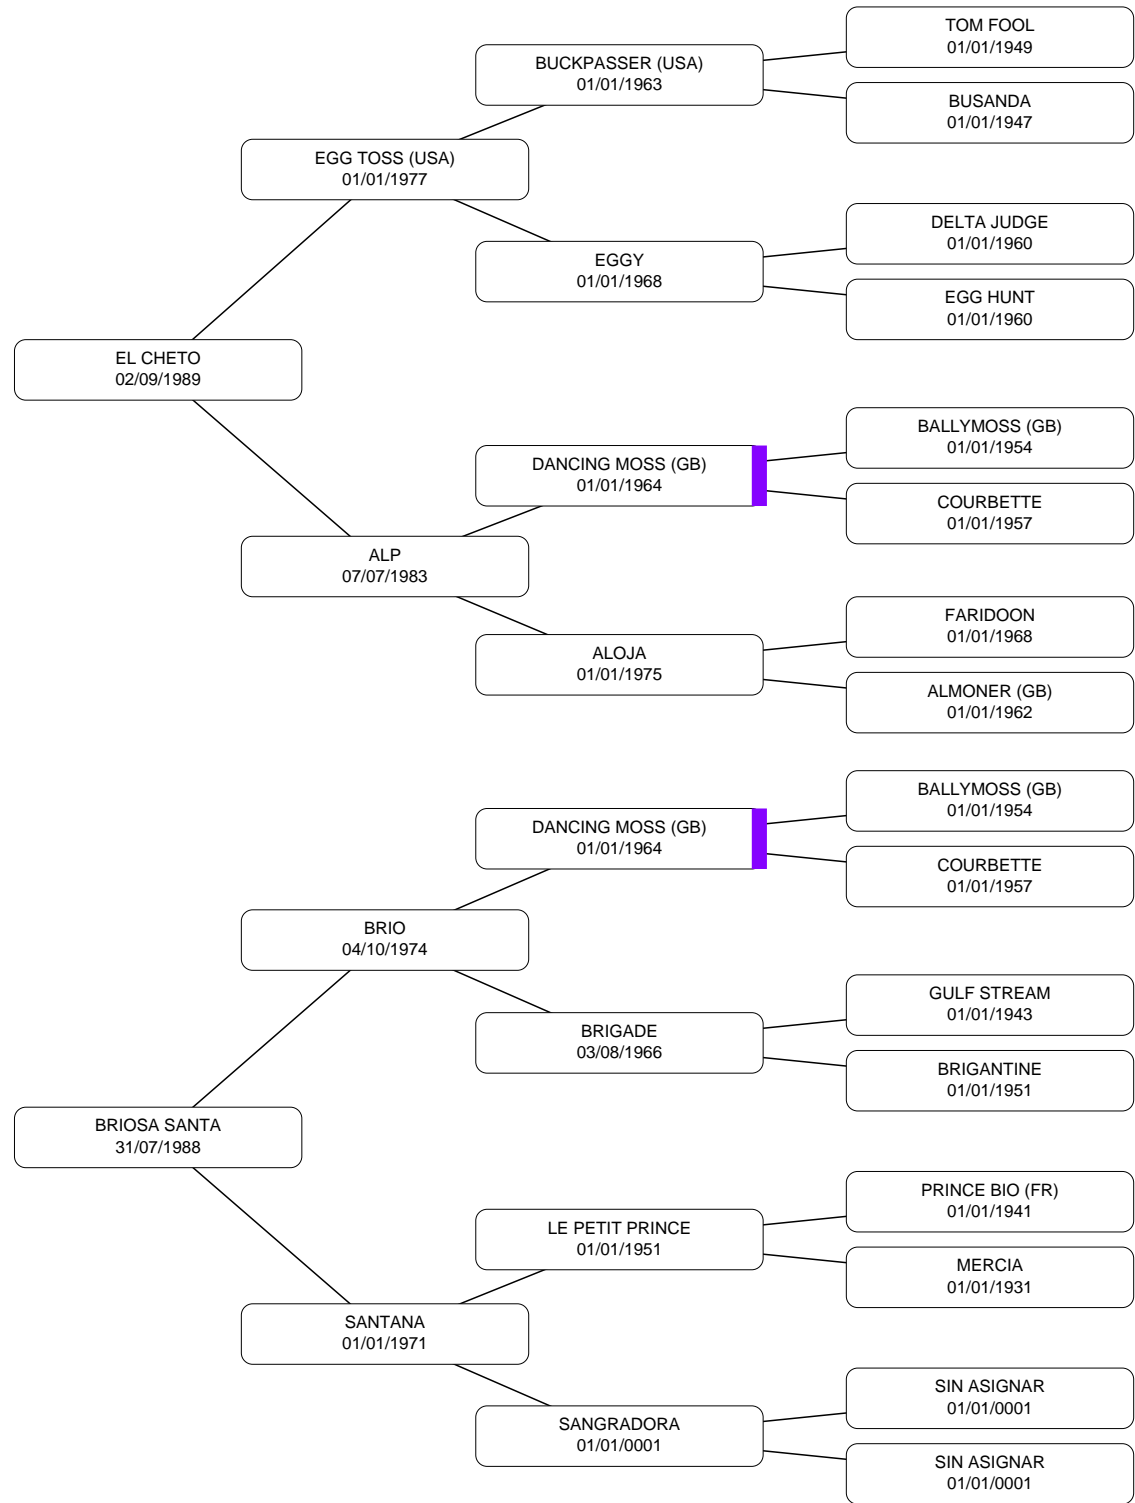 TOM FOOL
01/01/1949
BUCKPASSER (USA)
01/01/1963
BUSANDA
01/01/1947
EGG TOSS (USA)
01/01/1977
DELTA JUDGE
01/01/1960
EGGY
01/01/1968
EGG HUNT
01/01/1960
EL CHETO
02/09/1989
BALLYMOSS (GB)
01/01/1954
DANCING MOSS (GB)
01/01/1964
COURBETTE
01/01/1957
ALP
07/07/1983
FARIDOON
01/01/1968
ALOJA
01/01/1975
ALMONER (GB)
01/01/1962
BALLYMOSS (GB)
01/01/1954
DANCING MOSS (GB)
01/01/1964
COURBETTE
01/01/1957
BRIO
04/10/1974
GULF STREAM
01/01/1943
BRIGADE
03/08/1966
BRIGANTINE
01/01/1951
BRIOSA SANTA
31/07/1988
PRINCE BIO (FR)
01/01/1941
LE PETIT PRINCE
01/01/1951
MERCIA
01/01/1931
SANTANA
01/01/1971
SIN ASIGNAR
01/01/0001
SANGRADORA
01/01/0001
SIN ASIGNAR
01/01/0001